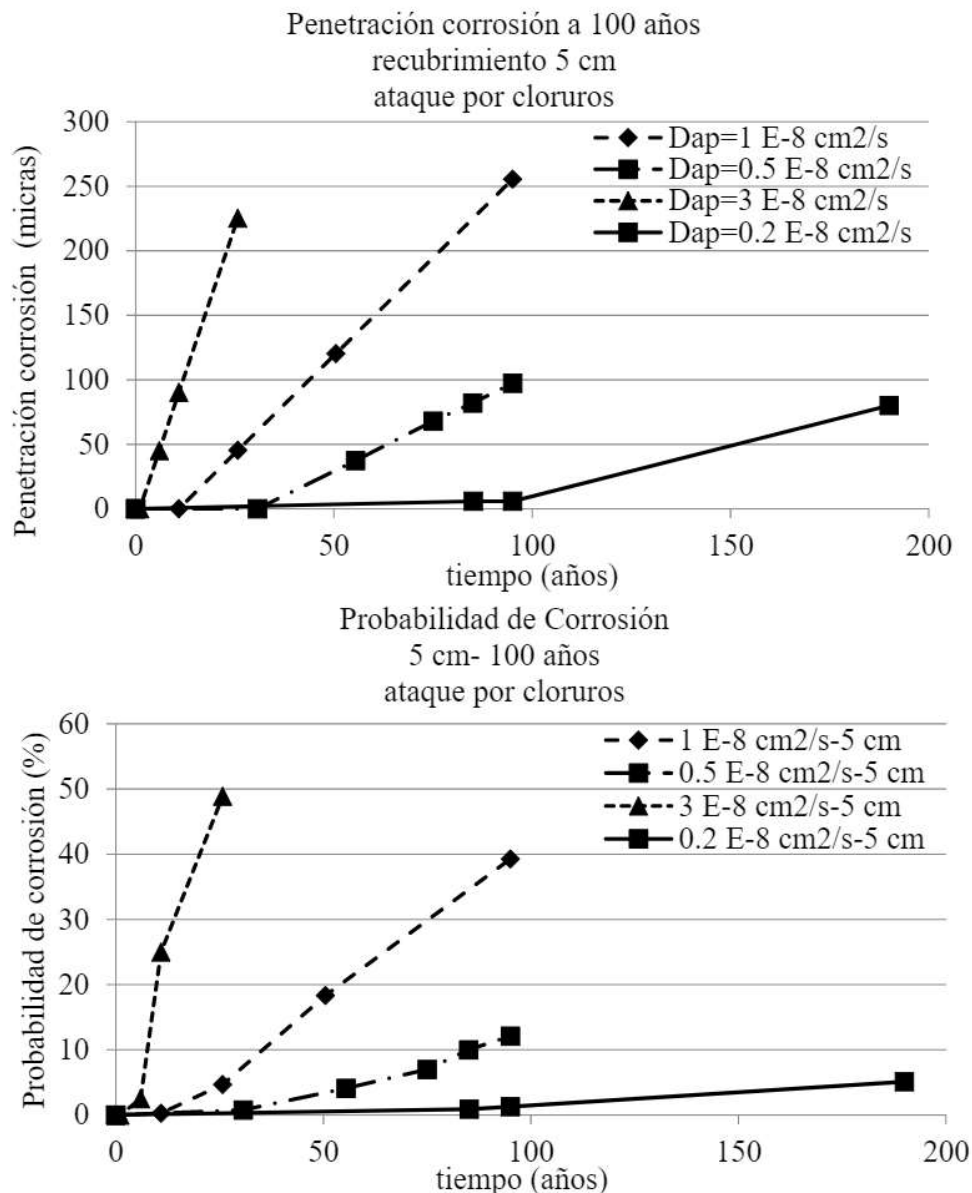 Penetración corrosión a 100 años
recubrimiento 5 cm
ataque por cloruros
Penetración corrosión (micras)
300
250
200
150
100
50
0
Dap=1 E-8 cm2/s
Dap=0.5 E-8 cm2/s
Dap=3 E-8 cm2/s
Dap=0.2 E-8 cm2/s
0 50 100 150 200
tiempo (años)
Probabilidad de Corrosión
5 cm- 100 años
ataque por cloruros
Probabilidad de corrosión (%)
60
50
40
30
20
10
0
1 E-8 cm2/s-5 cm
0.5 E-8 cm2/s-5 cm
3 E-8 cm2/s-5 cm
0.2 E-8 cm2/s-5 cm
0 50 100 150 200
tiempo (años)